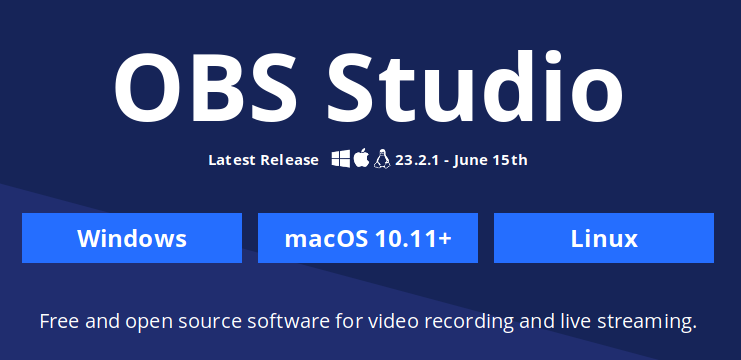 OBS Studio
Latest Release 23.2.1 - June 15th
Windows macOS 10.11+ Linux
Free and open source software for video recording and live streaming.